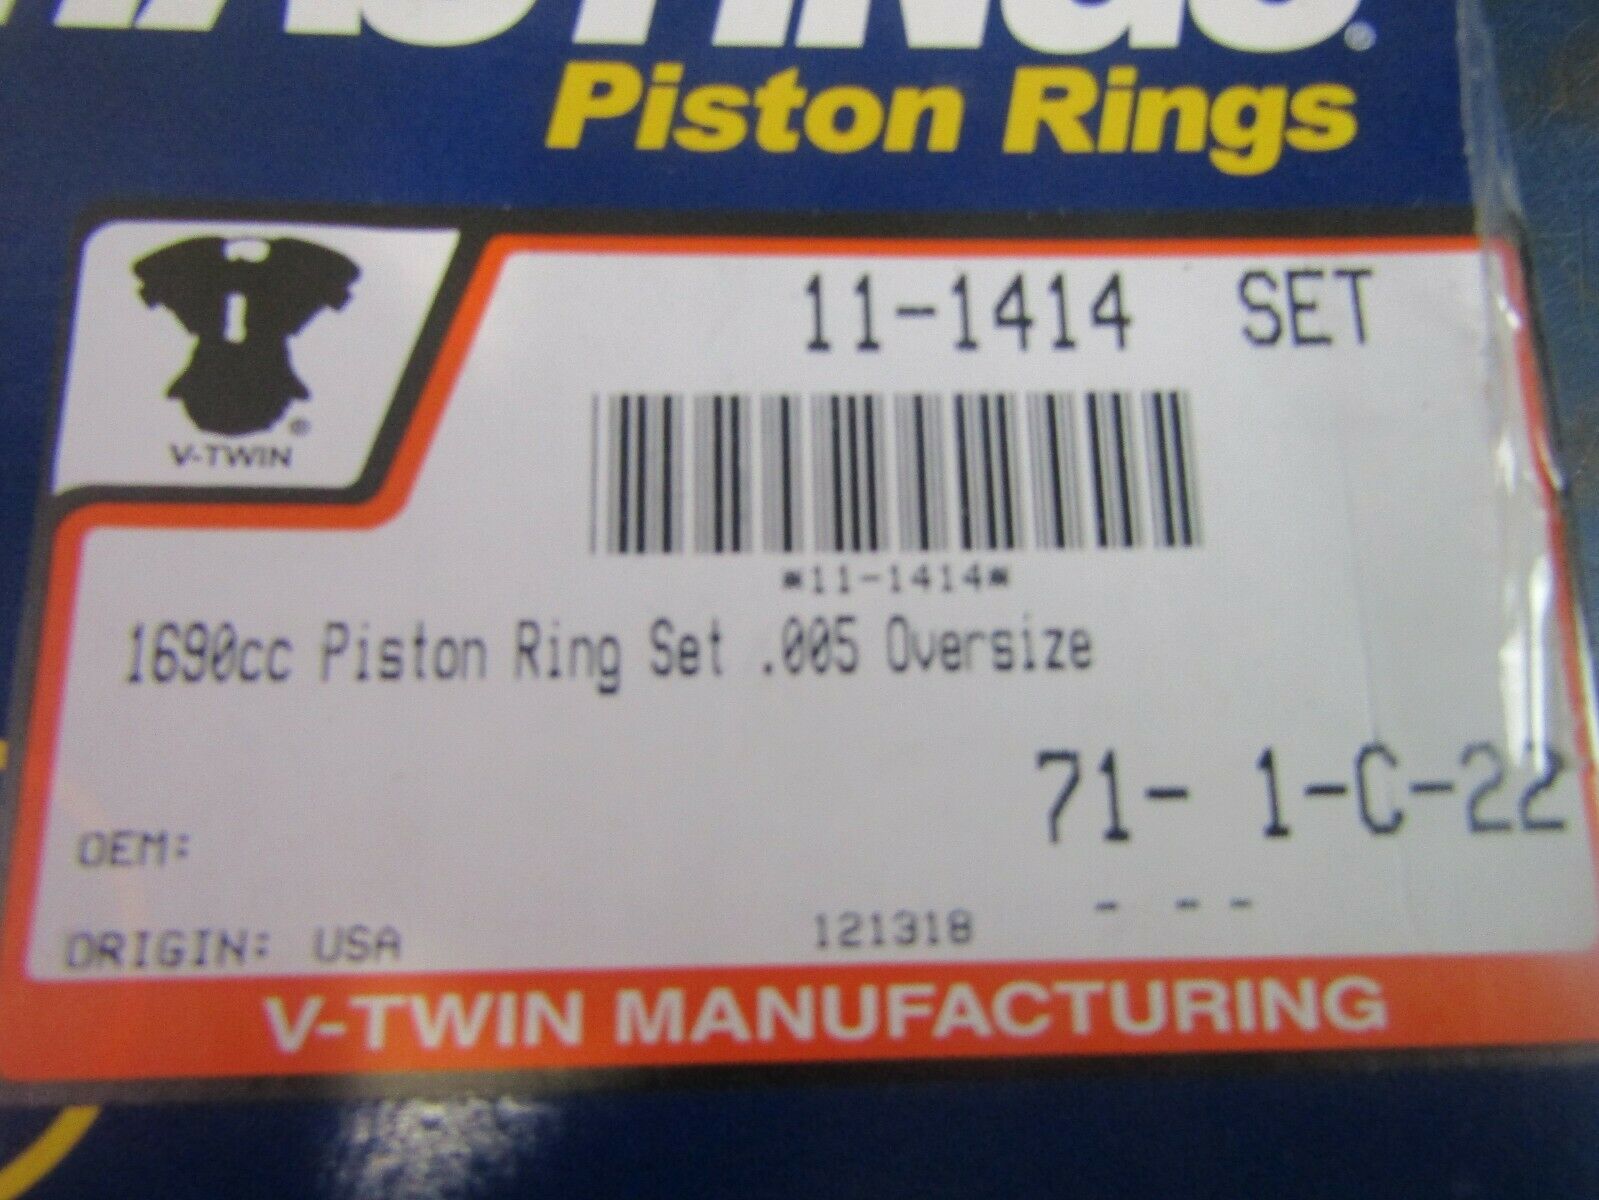 HASTINGS®
Piston Rings
V-TWIN ®
11-1414 SET
*11-1414*
1690cc Piston Ring Set .005 Oversize
71- 1-C-22
OEM:
- --
ORIGIN: USA 121318
V-TWIN MANUFACTURING